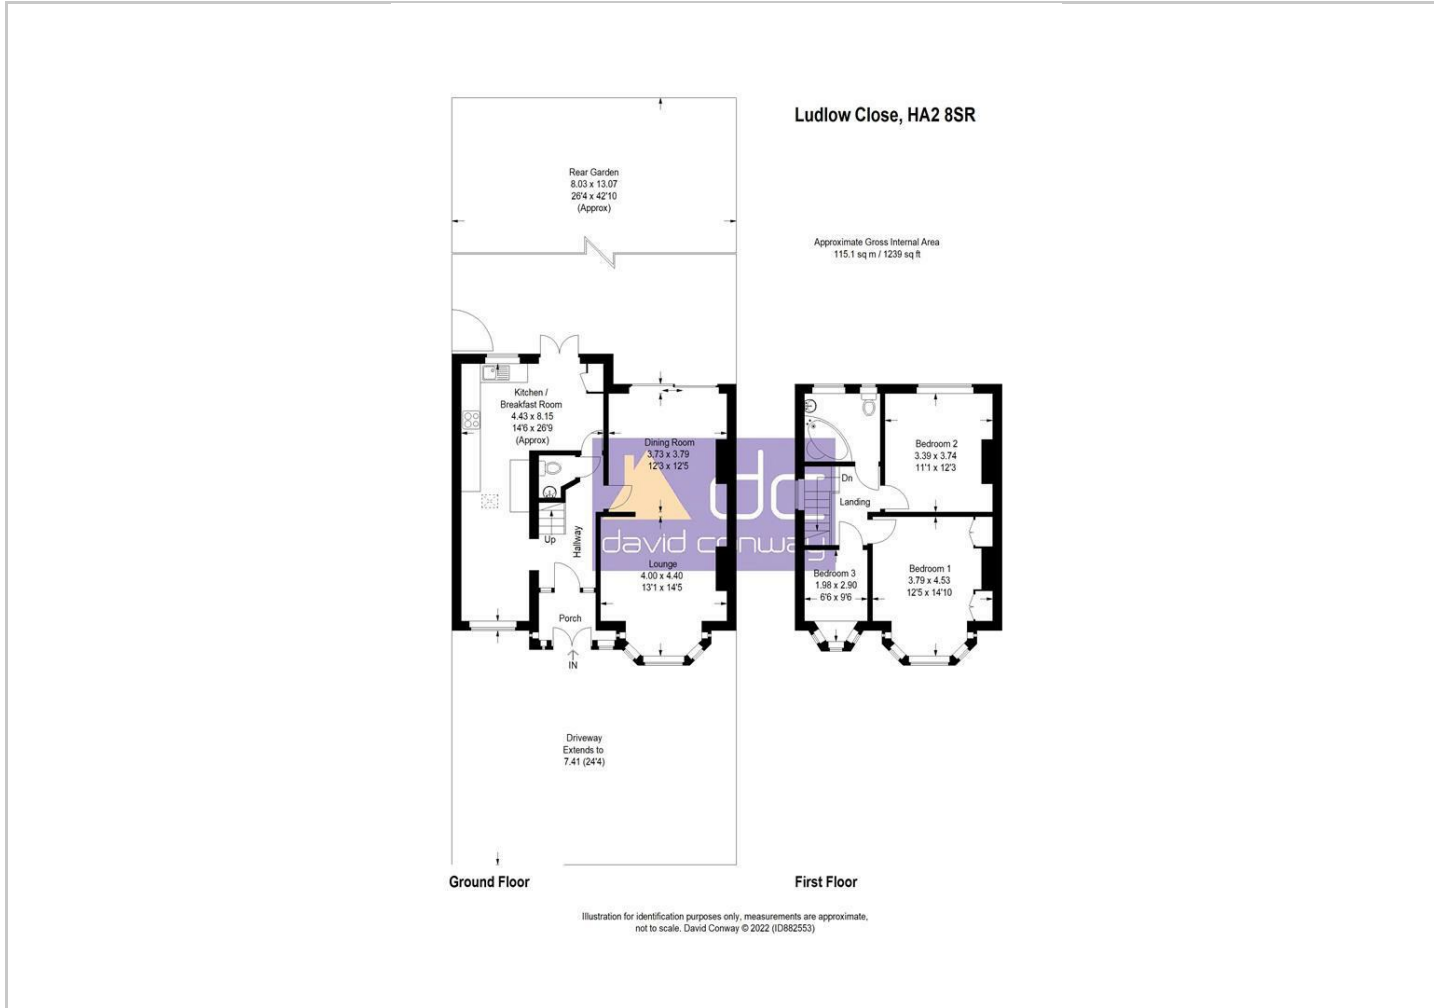 Ludlow Close, HA2 8SR
Approximate Gross Internal Area
115.1 sq m / 1239 sq ft
Rear Garden
8.03 x 13.07
26'4 x 42'10
(Approx)
Kitchen /
Breakfast Room
4.43 x 8.15
14'6 x 26'9
(Approx)
Dining Room
3.73 x 3.79
12'3 x 12'5
dc
david conway
Up
Hallway
Lounge
4.00 x 4.40
13'1 x 14'5
Porch
IN
Driveway
Extends to
7.41 (24'4)
Ground Floor
Bedroom 2
3.39 x 3.74
11'1 x 12'3
Dn
Landing
Bedroom 3
1.98 x 2.90
6'6 x 9'6
Bedroom 1
3.79 x 4.53
12'5 x 14'10
First Floor
Illustration for identification purposes only, measurements are approximate,
not to scale. David Conway © 2022 (ID882553)